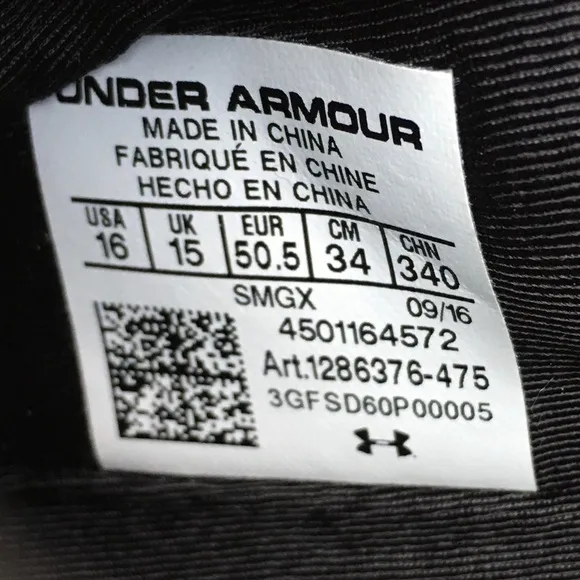 UNDER ARMOUR
MADE IN CHINA
FABRIQUÉ EN CHINE
HECHO EN CHINA
USA UK EUR CM CHN
16 15 50.5 34 340
SMGX 09/16
4501164572
Art.1286376-475
3GFSD60P00005